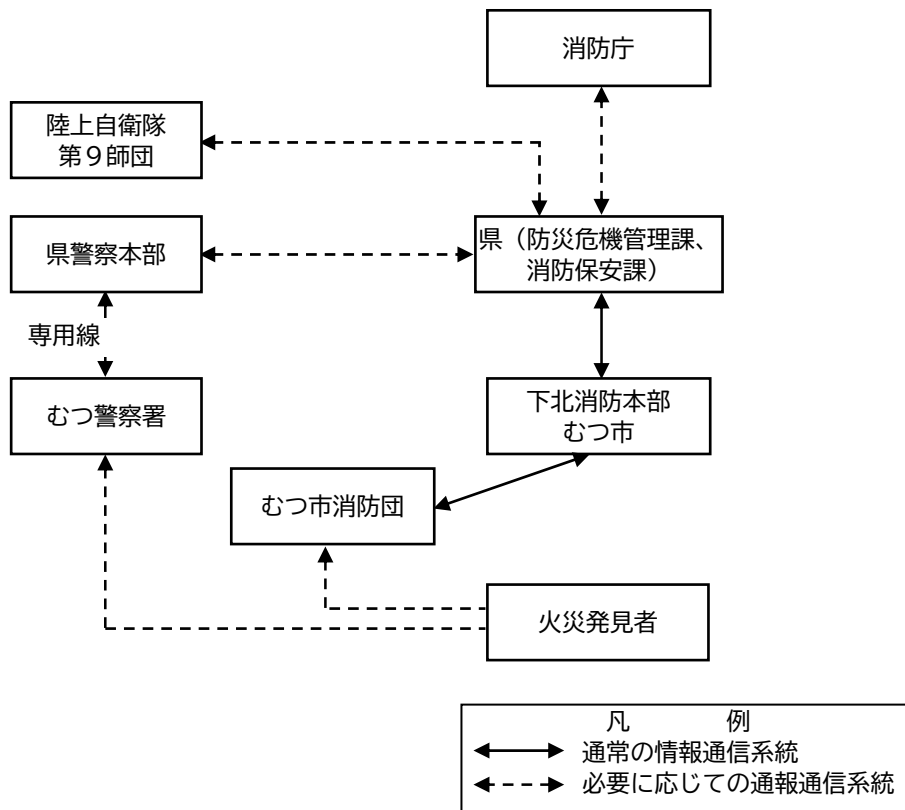 消防庁
陸上自衛隊
第９師団
県警察本部
県（防災危機管理課、
消防保安課）
専用線
むつ警察署
下北消防本部
むつ市
むつ市消防団
火災発見者
凡　　　例
通常の情報通信系統
必要に応じての通報通信系統